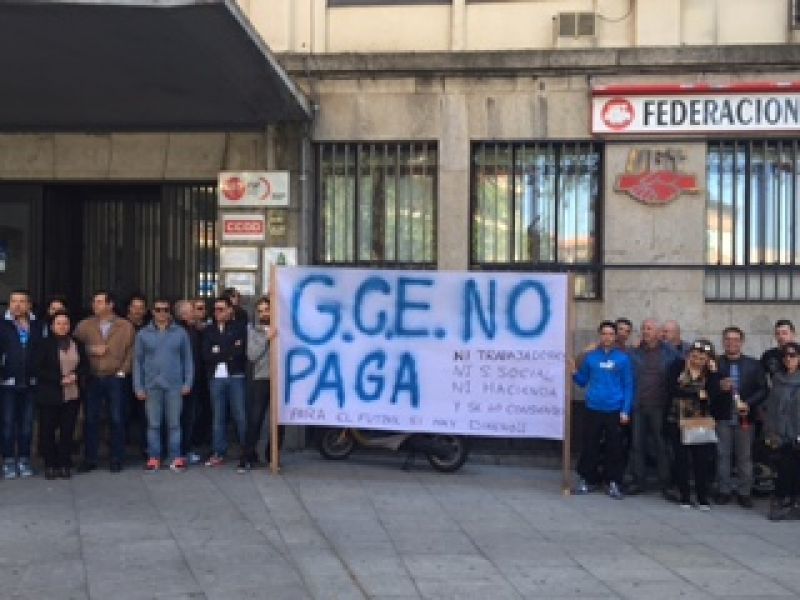 FEDERACION
UGT
CCOO
G.C.E. NO
PAGA
NI TRABAJADORES
NI S SOCIAL
NI HACIENDA
Y SE LO CONSIENTEN
PARA EL FUTBOL SI HAY DINERO!